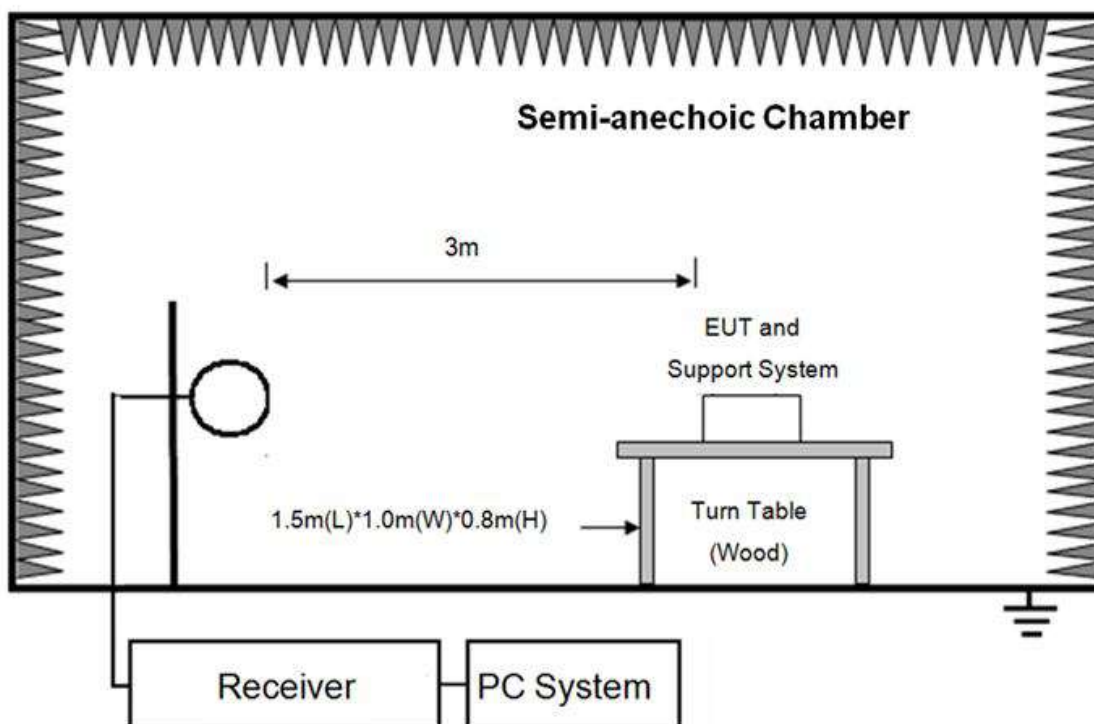 Semi-anechoic Chamber
3m
EUT and
Support System
1.5m(L)*1.0m(W)*0.8m(H)
Turn Table
(Wood)
Receiver
PC System